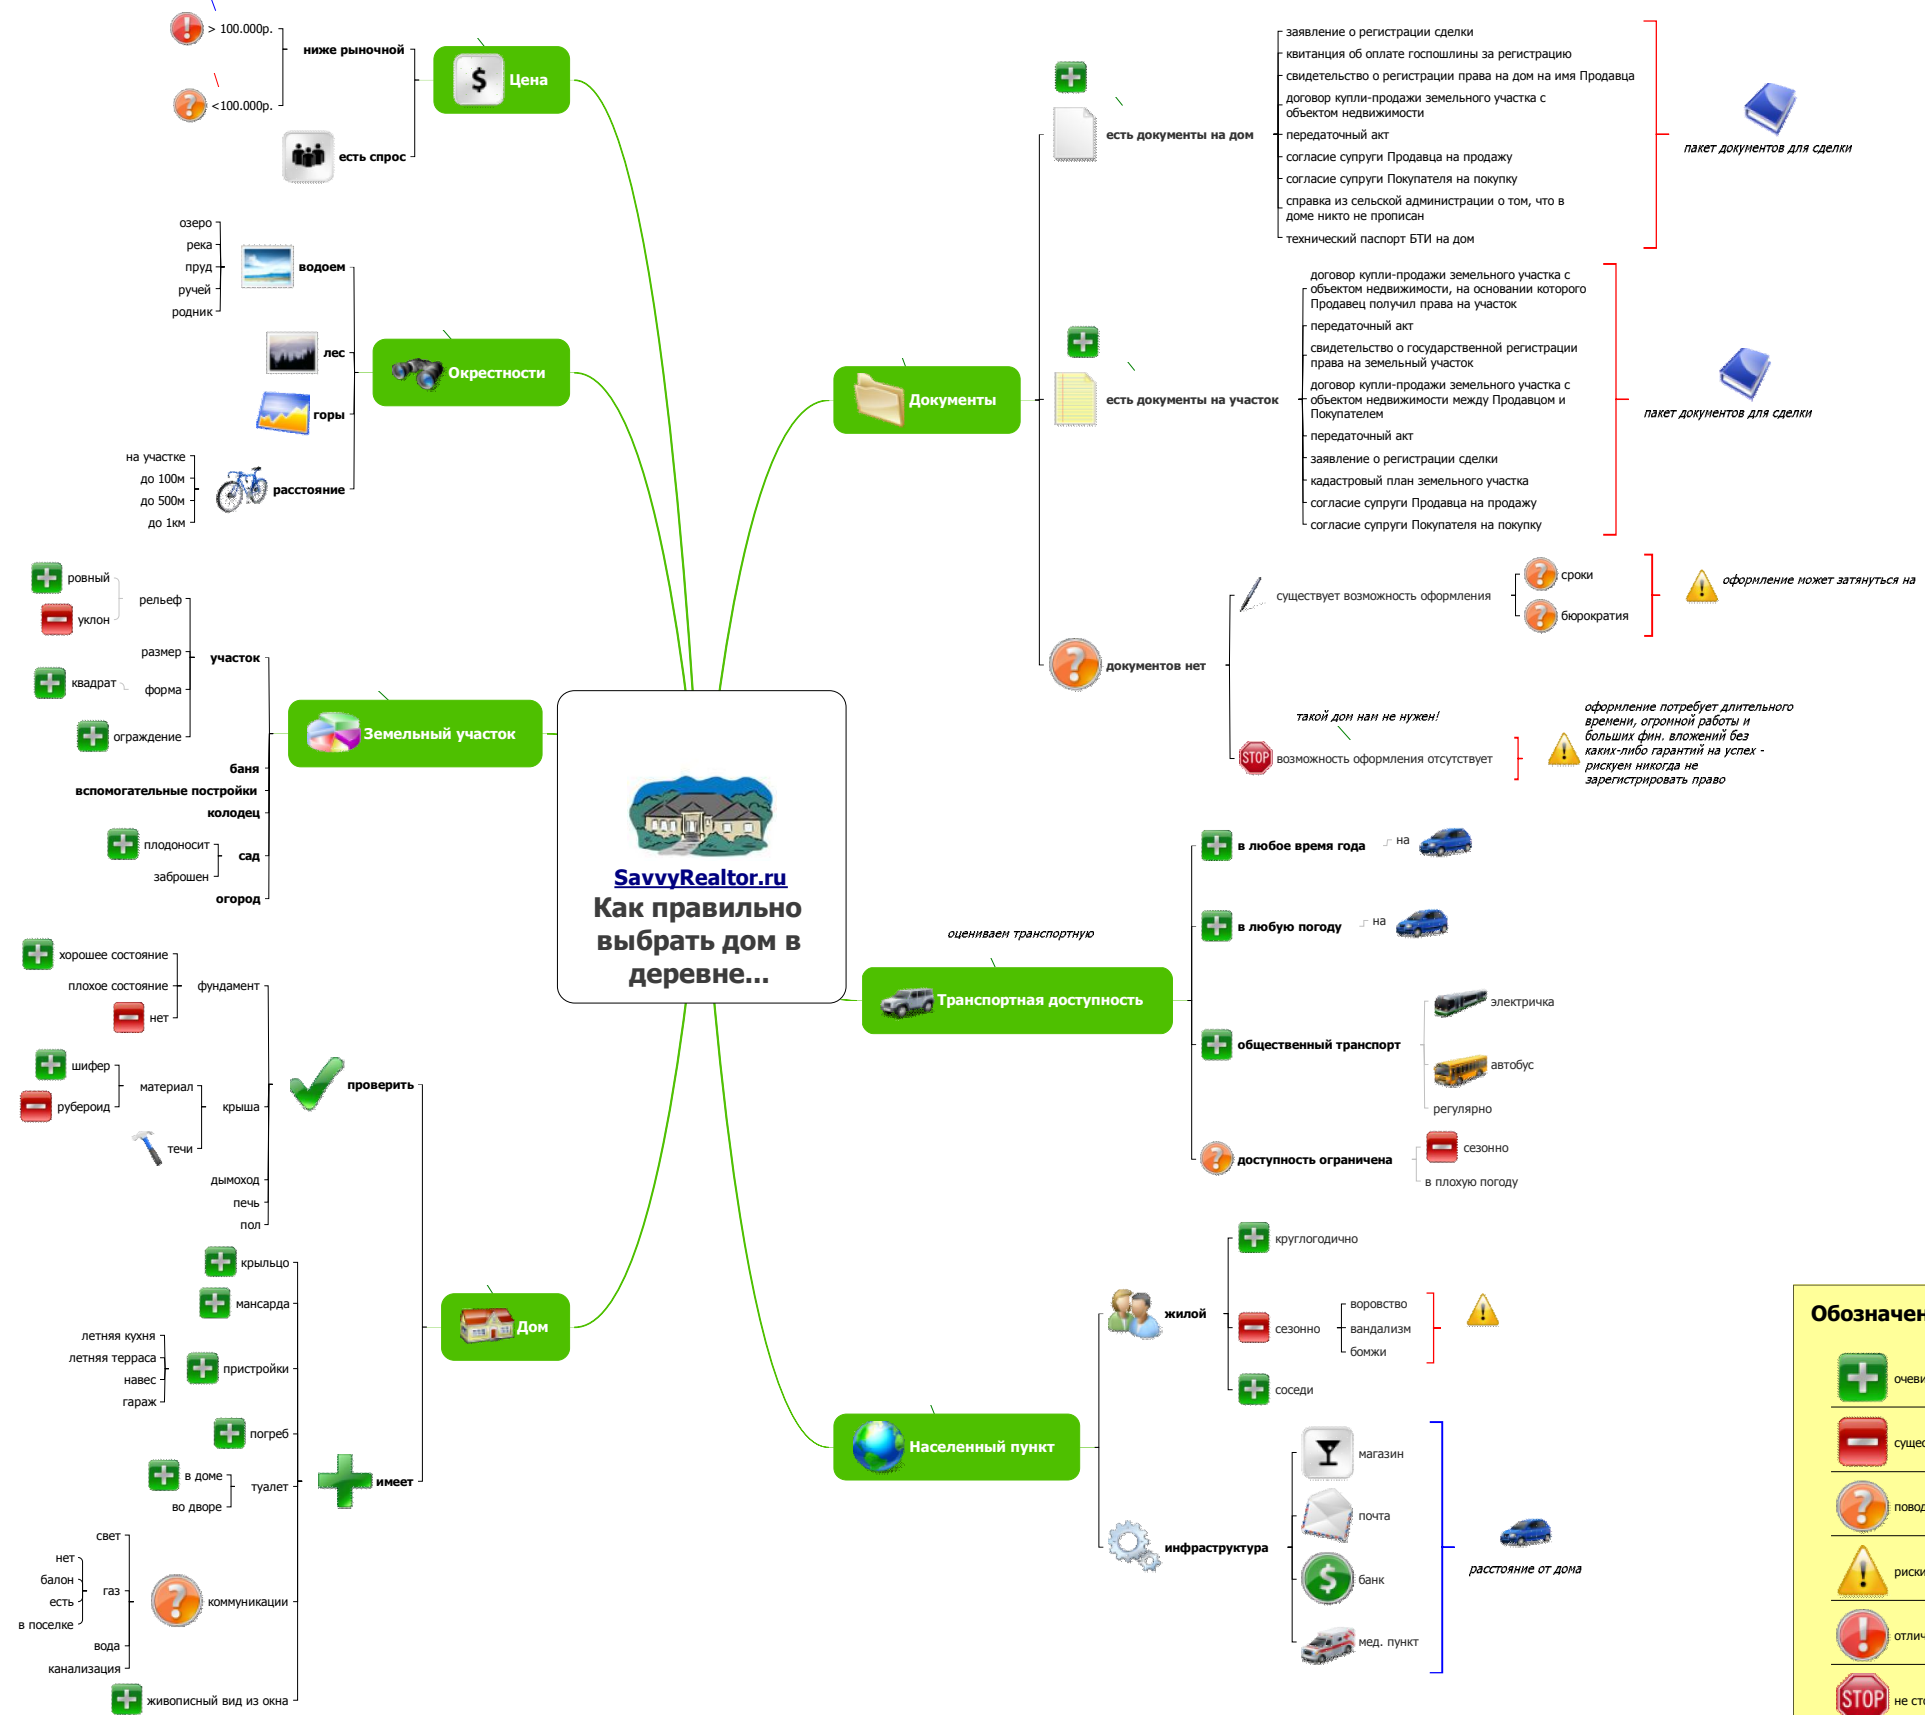 SavvyRealtor.ru
Как правильно
выбрать дом в
деревне...
Цена
ниже рыночной
> 100.000р.
<100.000р.
есть спрос
Окрестности
водоем
озеро
река
пруд
ручей
родник
лес
горы
расстояние
на участке
до 100м
до 500м
до 1км
Земельный участок
участок
рельеф
ровный
уклон
размер
форма
квадрат
ограждение
баня
вспомогательные постройки
колодец
сад
плодоносит
заброшен
огород
Дом
проверить
фундамент
хорошее состояние
плохое состояние
нет
крыша
материал
шифер
рубероид
течи
дымоход
печь
пол
имеет
крыльцо
мансарда
пристройки
летняя кухня
летняя терраса
навес
гараж
погреб
туалет
в доме
во дворе
коммуникации
свет
газ
нет
балон
есть
в поселке
вода
канализация
живописный вид из окна
Документы
есть документы на дом
заявление о регистрации сделки
квитанция об оплате госпошлины за регистрацию
свидетельство о регистрации права на дом на имя Продавца
договор купли-продажи земельного участка с
объектом недвижимости
передаточный акт
согласие супруги Продавца на продажу
согласие супруги Покупателя на покупку
справка из сельской администрации о том, что в
доме никто не прописан
технический паспорт БТИ на дом
пакет документов для сделки
есть документы на участок
договор купли-продажи земельного участка с
объектом недвижимости, на основании которого
Продавец получил права на участок
передаточный акт
свидетельство о государственной регистрации
права на земельный участок
договор купли-продажи земельного участка с
объектом недвижимости между Продавцом и
Покупателем
передаточный акт
заявление о регистрации сделки
кадастровый план земельного участка
согласие супруги Продавца на продажу
согласие супруги Покупателя на покупку
пакет документов для сделки
документов нет
существует возможность оформления
сроки
бюрократия
оформление может затянуться на
такой дом нам не нужен!
STOP
возможность оформления отсутствует
оформление потребует длительного
времени, огромной работы и
больших фин. вложений без
каких-либо гарантий на успех -
рискуем никогда не
зарегистрировать право
оцениваем транспортную
Транспортная доступность
в любое время года
на
в любую погоду
на
общественный транспорт
электричка
автобус
регулярно
доступность ограничена
сезонно
в плохую погоду
Населенный пункт
жилой
круглогодично
сезонно
воровство
вандализм
бомжи
соседи
инфраструктура
магазин
почта
банк
мед. пункт
расстояние от дома
Обозначен
очеви
сущес
повод
риски
отлич
STOP
не сто